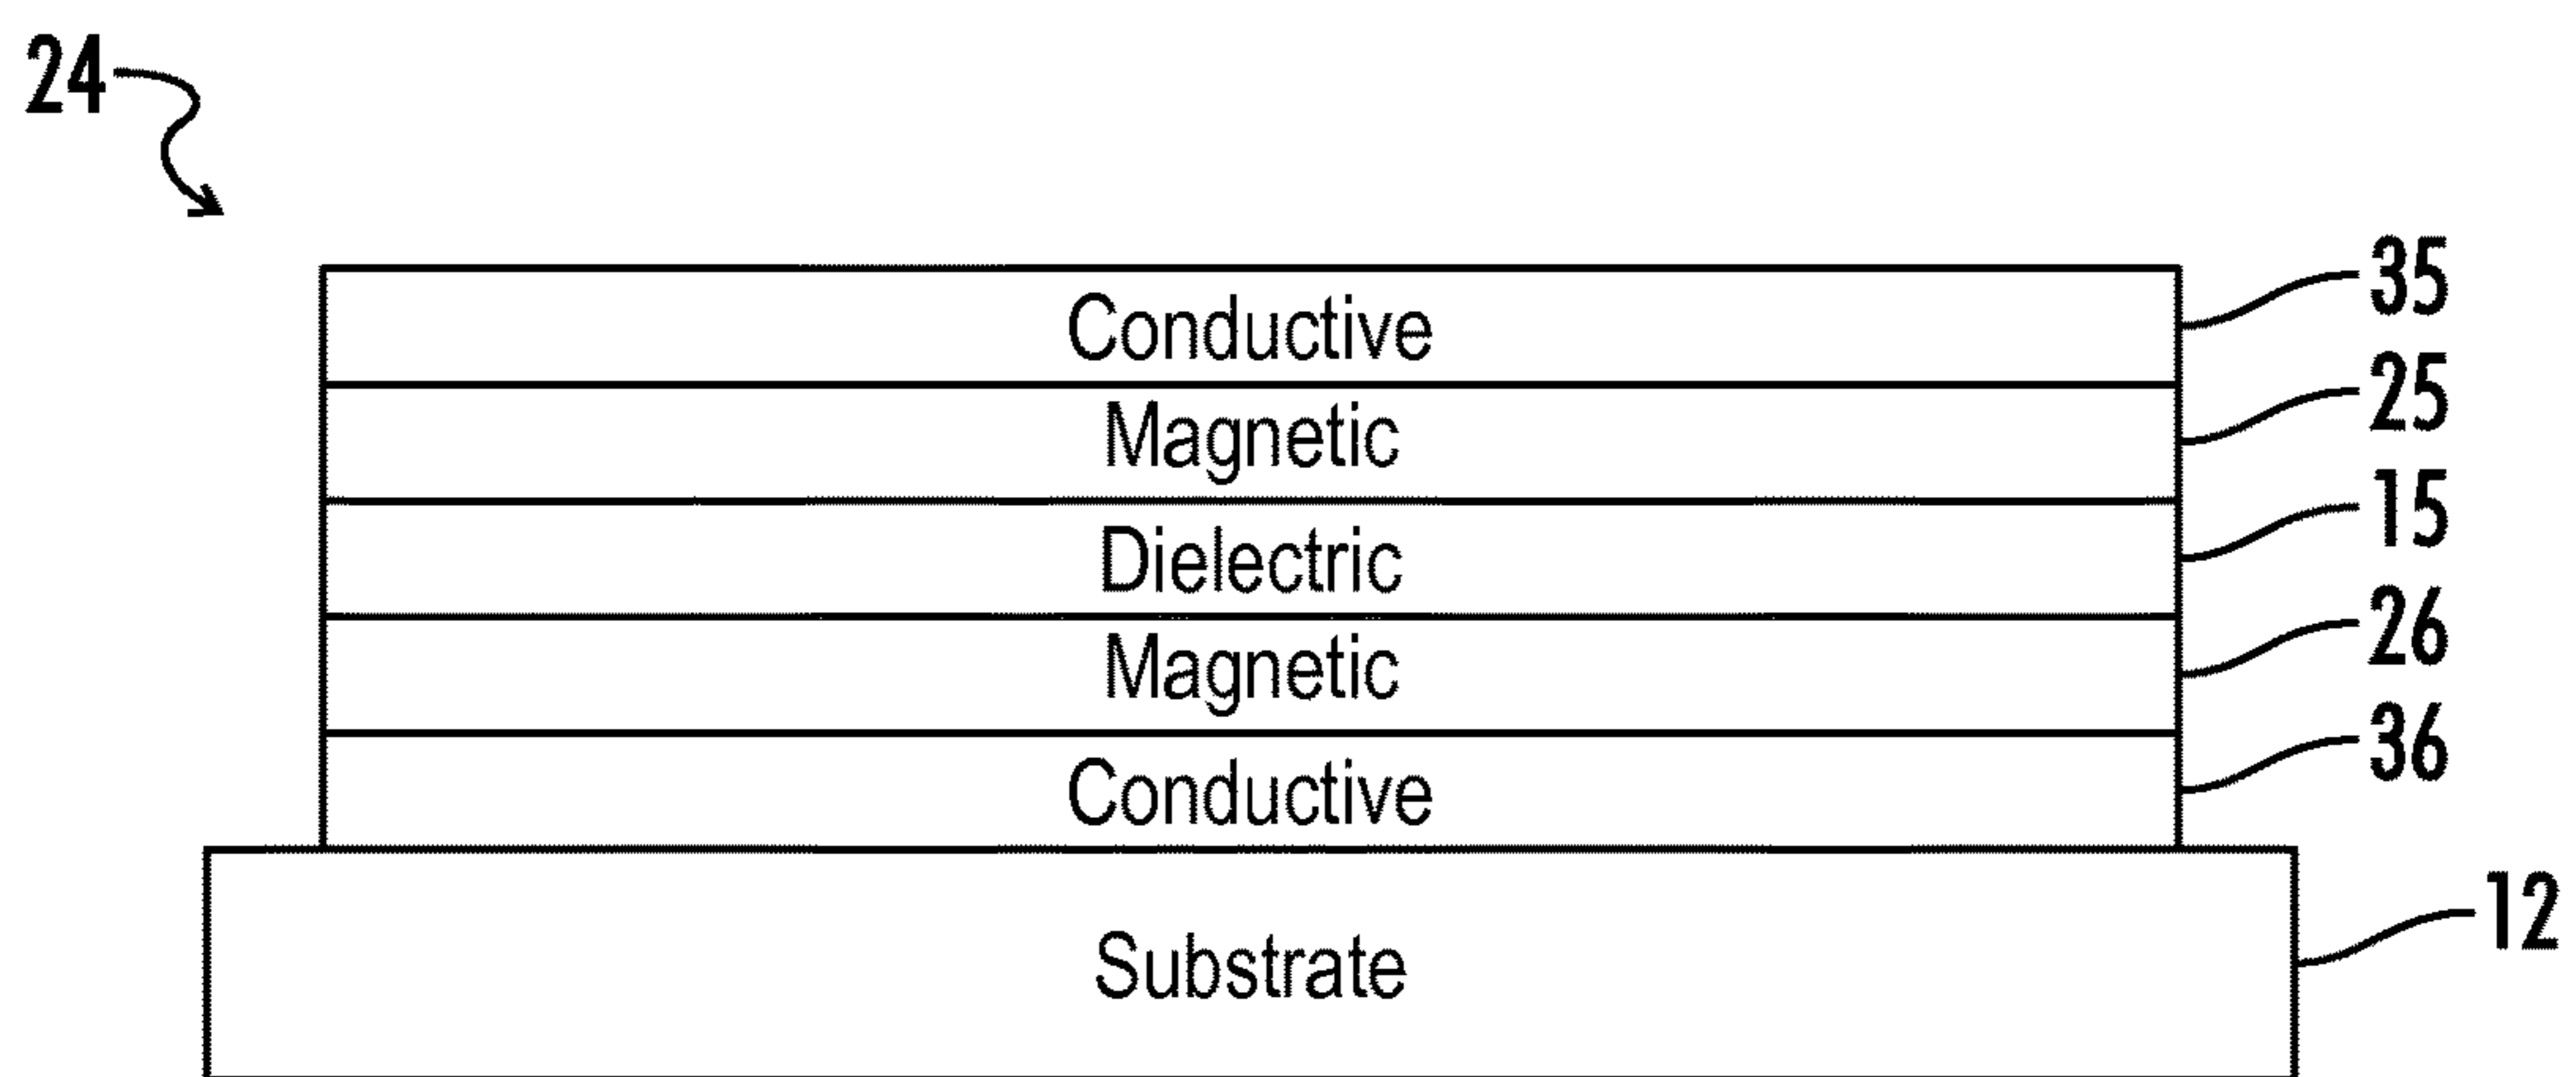 24
Conductive 35
Magnetic 25
Dielectric 15
Magnetic 26
Conductive 36
Substrate 12